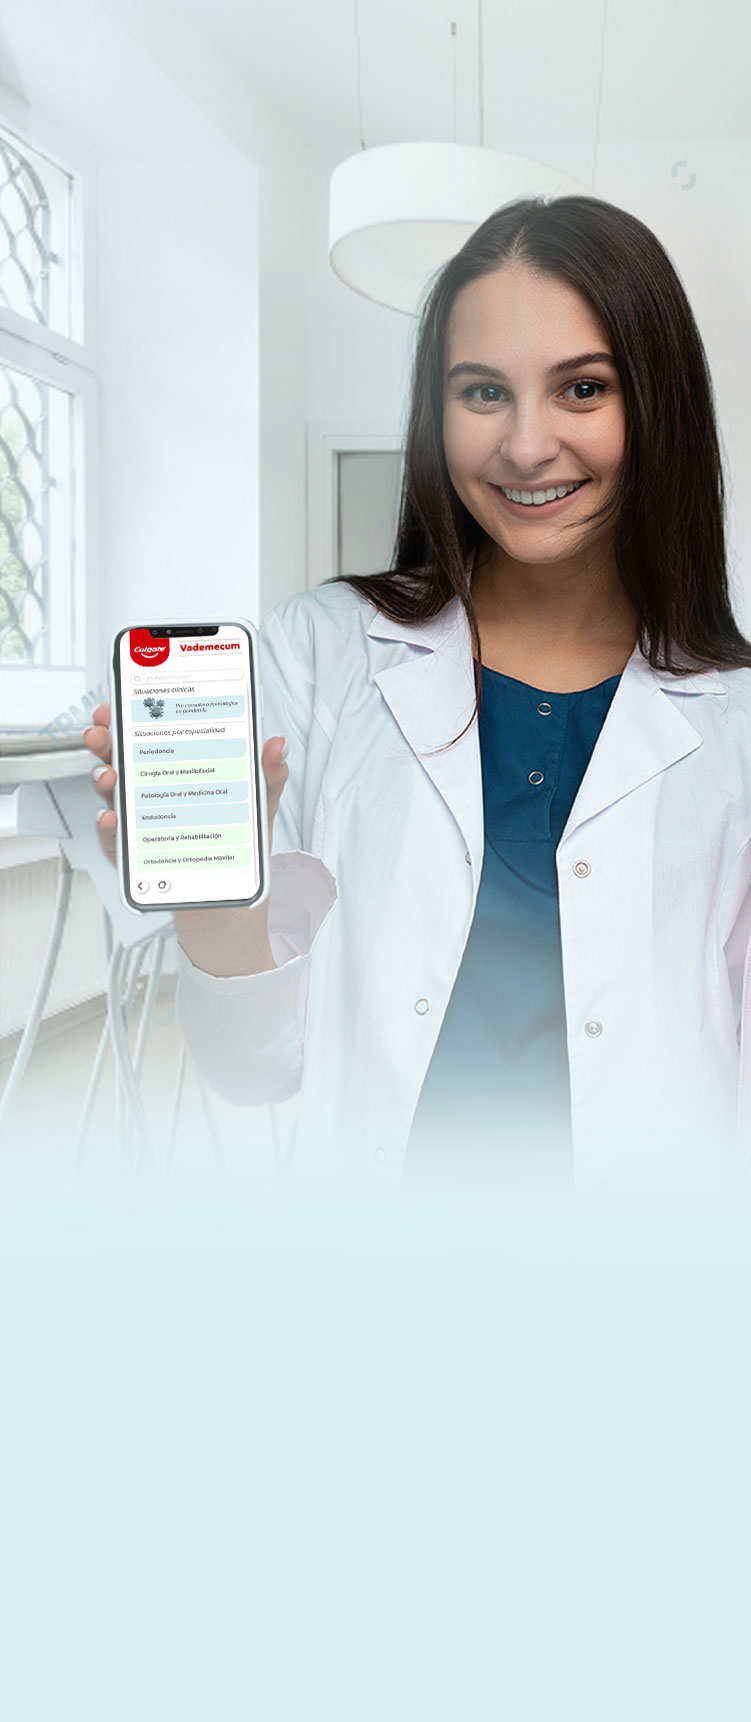 Colgate
Vademecum
Situaciones clínicas
Pre consulta odontológica
en pandemia
Situaciones por especialidad
Periodoncia
Cirugía Oral y Maxilofacial
Patología Oral y Medicina Oral
Endodoncia
Operatoria y Rehabilitación
Ortodoncia y Ortopedia Maxilar